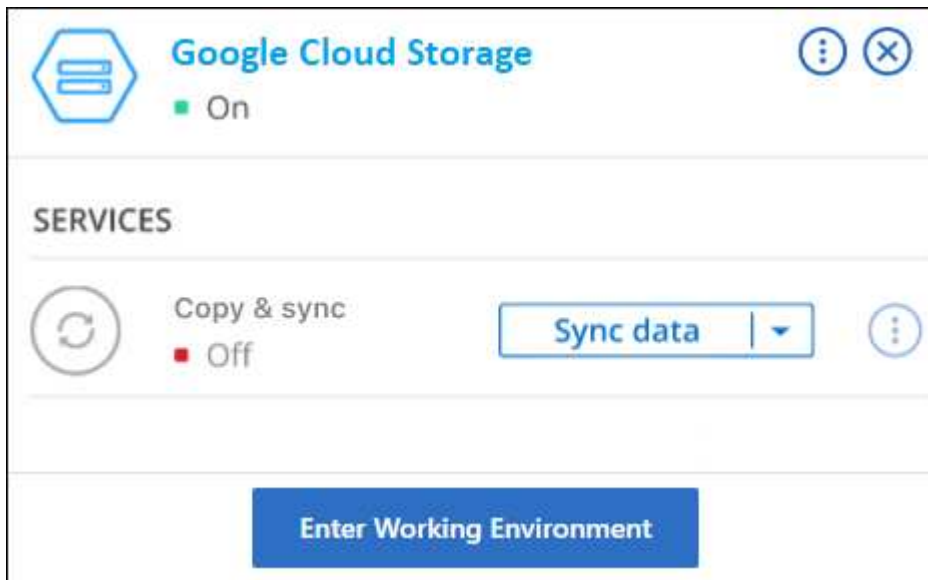 Google Cloud Storage
On
SERVICES
Copy & sync
Off
Sync data
Enter Working Environment